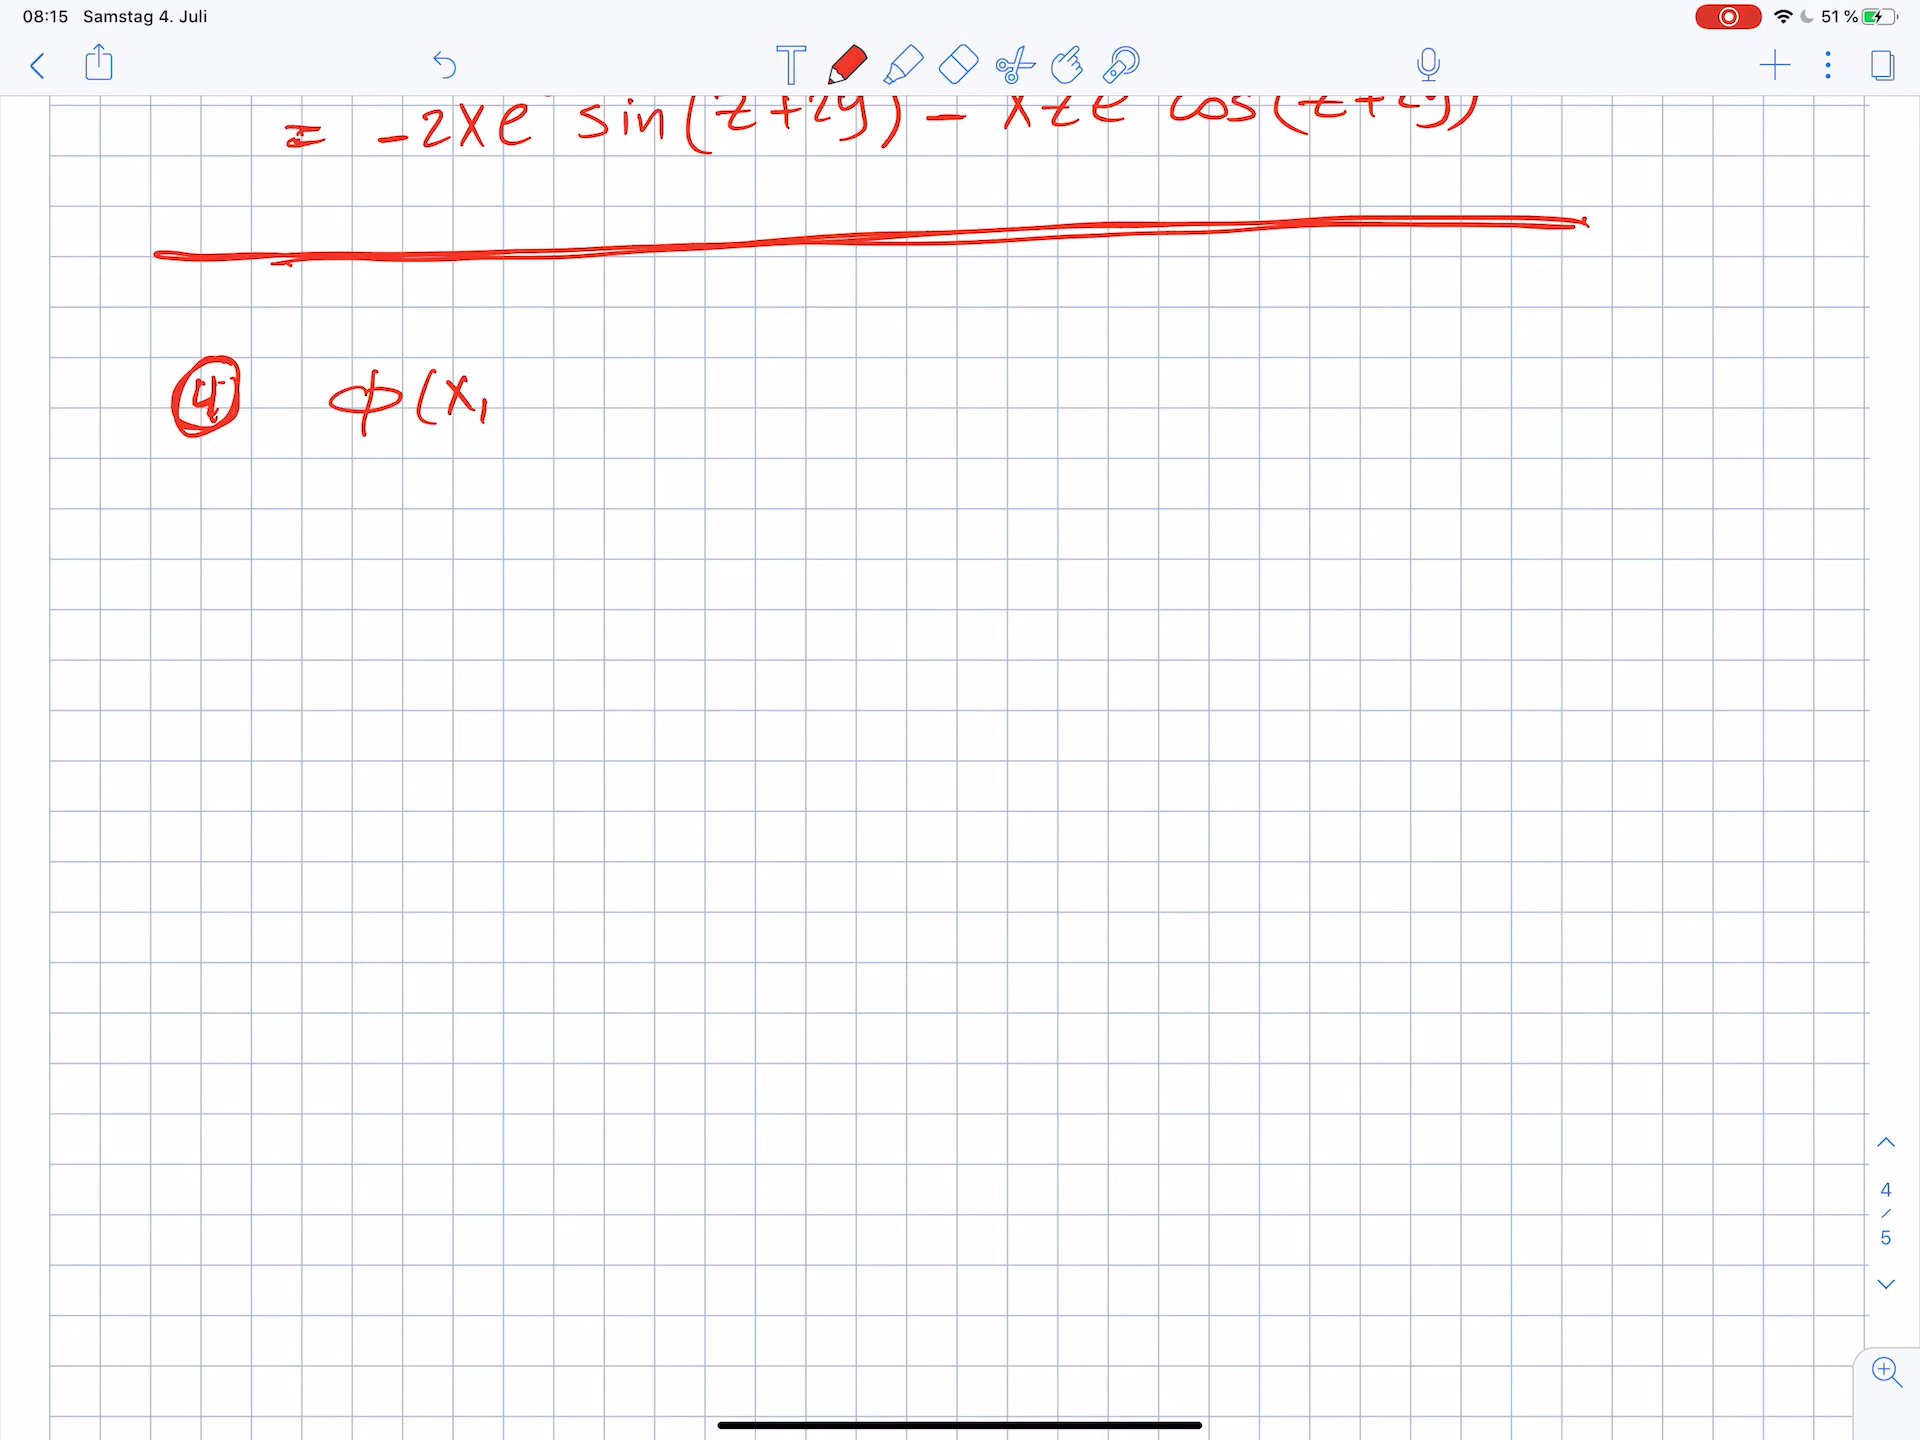 08:15 Samstag 4. Juli 51 %
T
= -2xe sin(z+2y) - xze cos(z+2y)
④ φ(x,
4
/
5